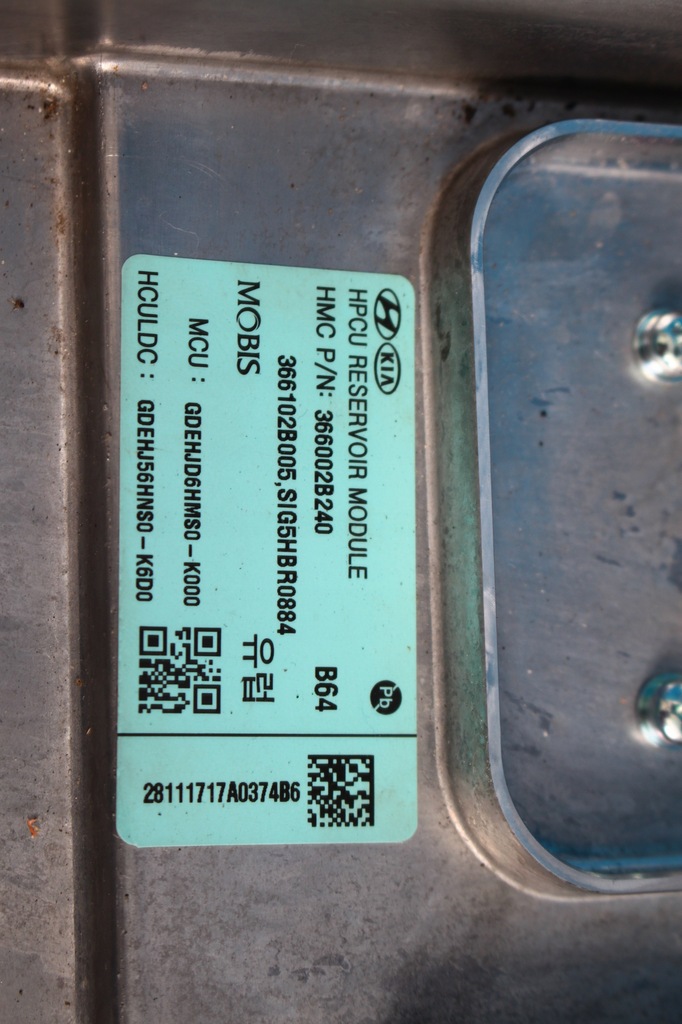 KIA
HPCU RESERVOIR MODULE
HMC P/N: 366002B240
B64
Pb
366102B005,SIG5HBR0884
MOBIS
유럽
MCU : GDEHJD6HMS0-K000
HCULDC : GDEHJ56HNS0-K6D0
28111717A0374B6